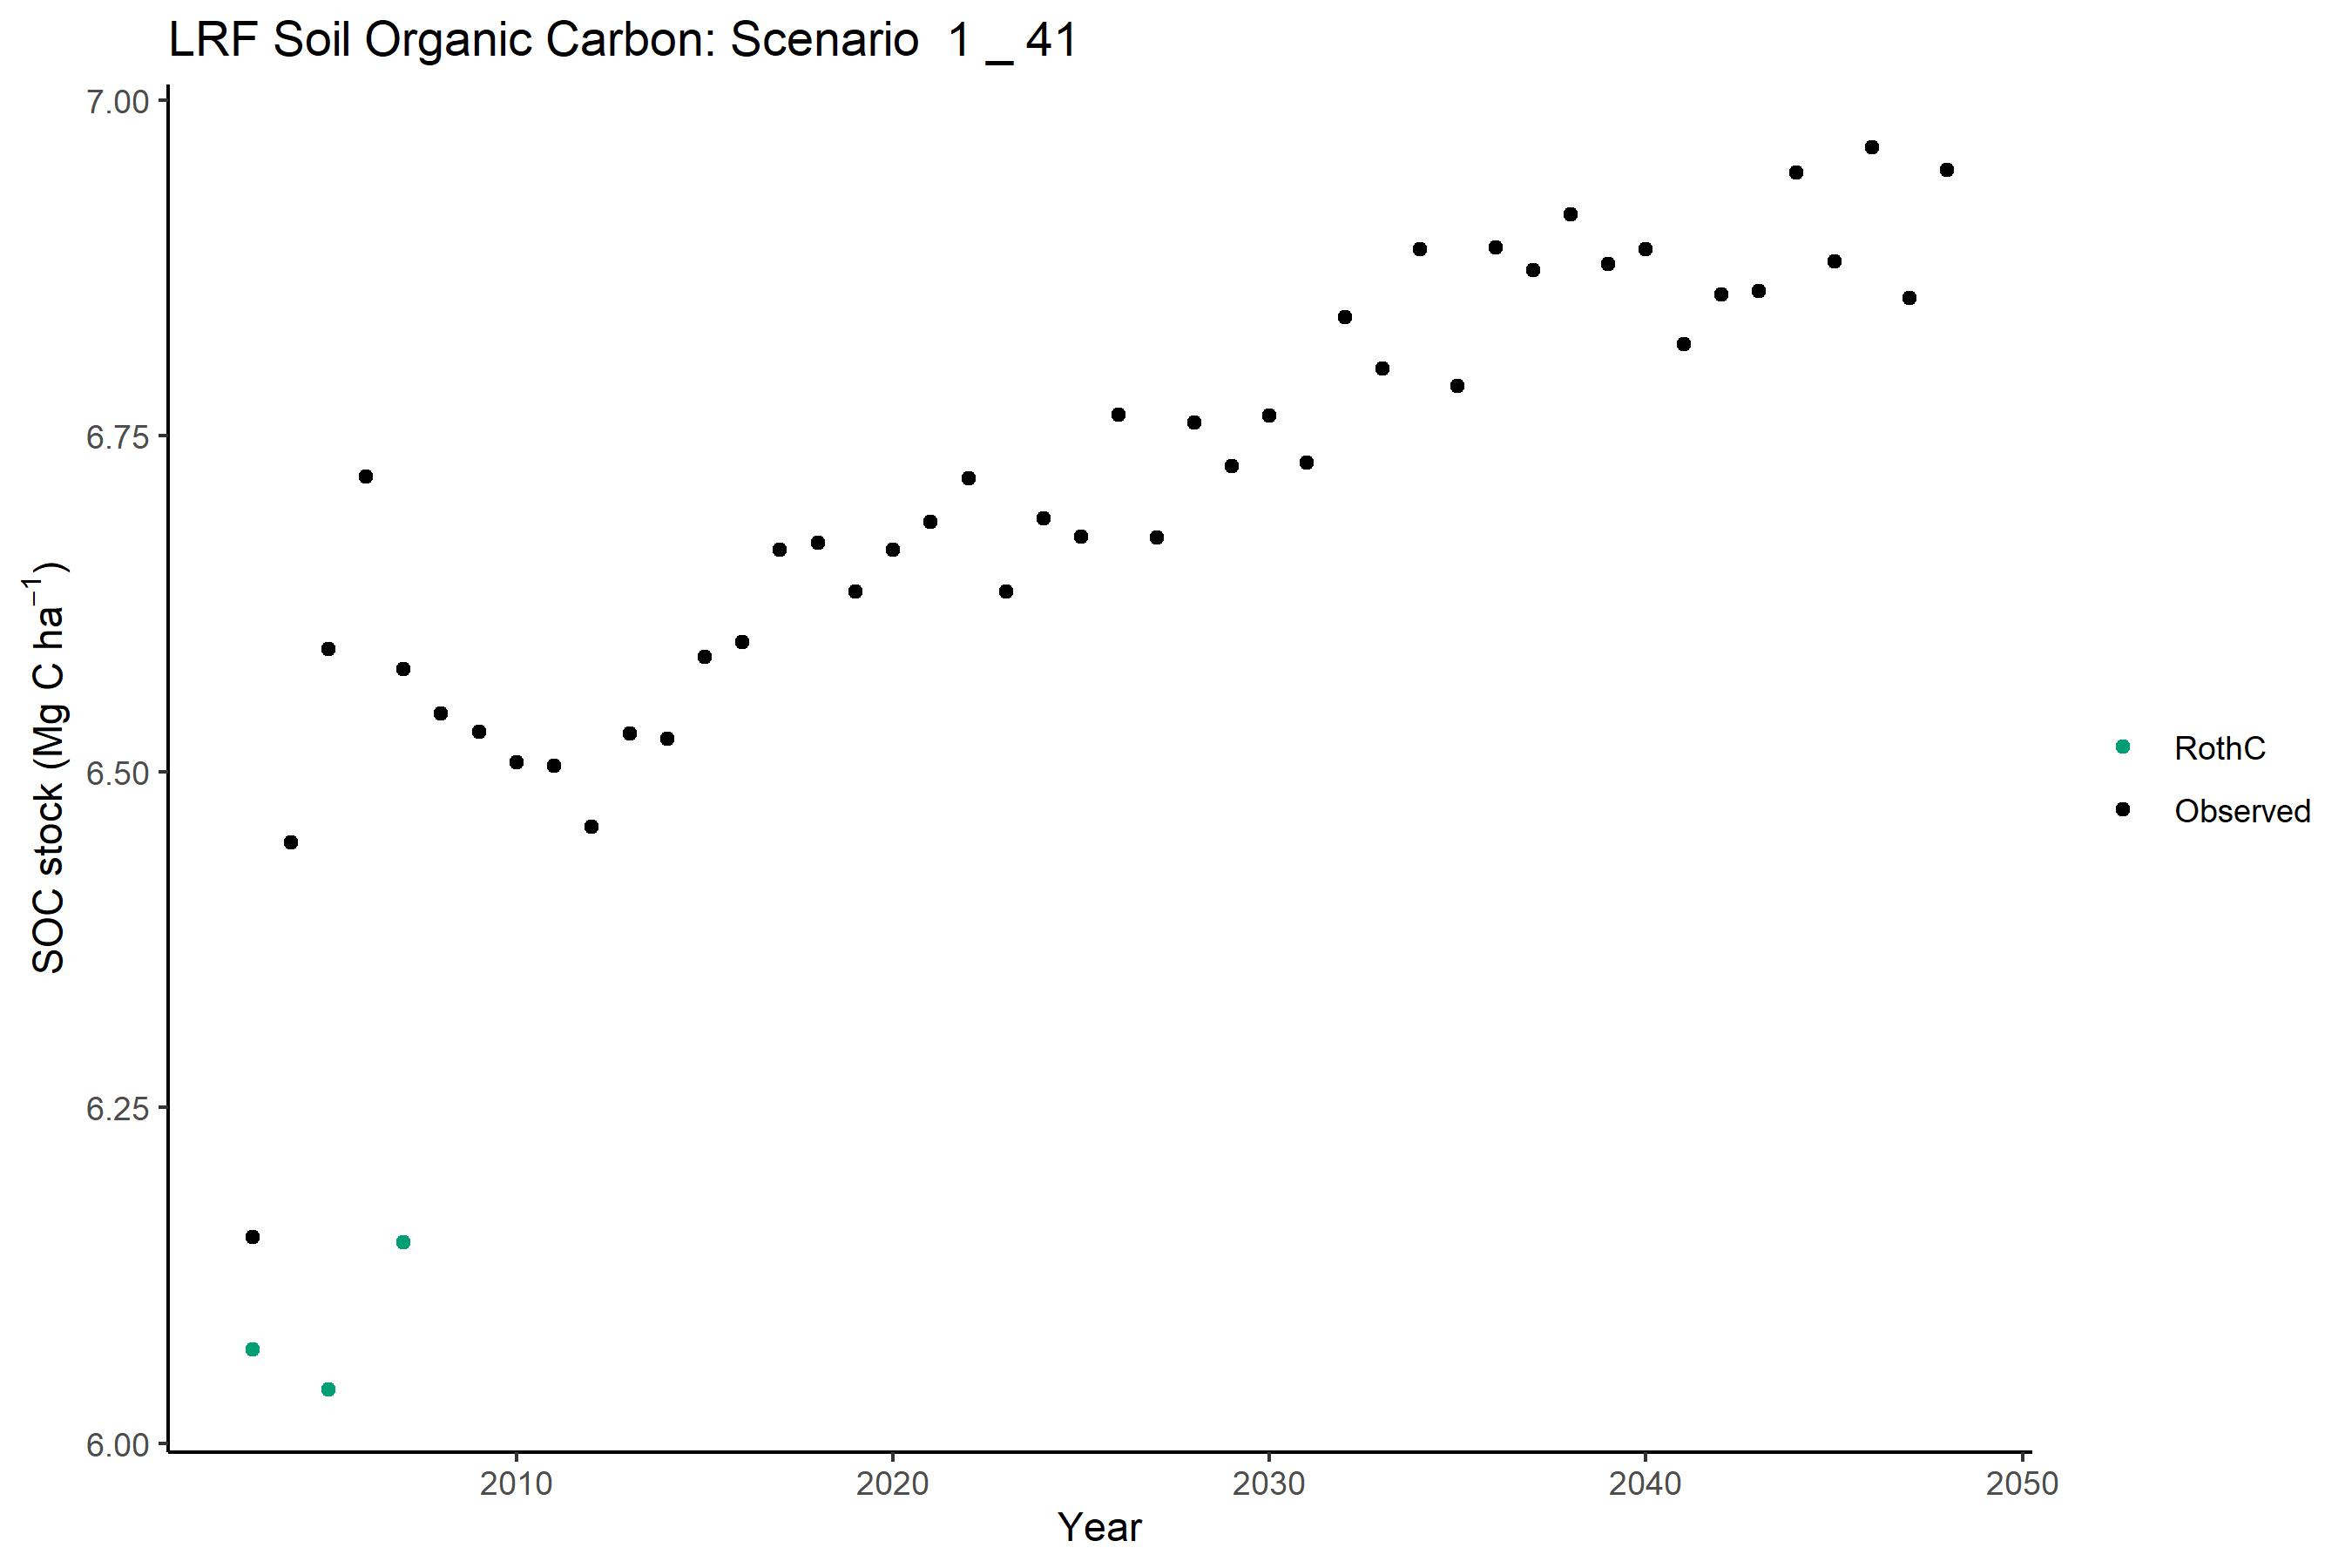 LRF Soil Organic Carbon: Scenario  1 _ 41
7.00
6.75
6.50
6.25
6.00
SOC stock (Mg C ha⁻¹)
2010
2020
2030
2040
2050
Year
RothC
Observed